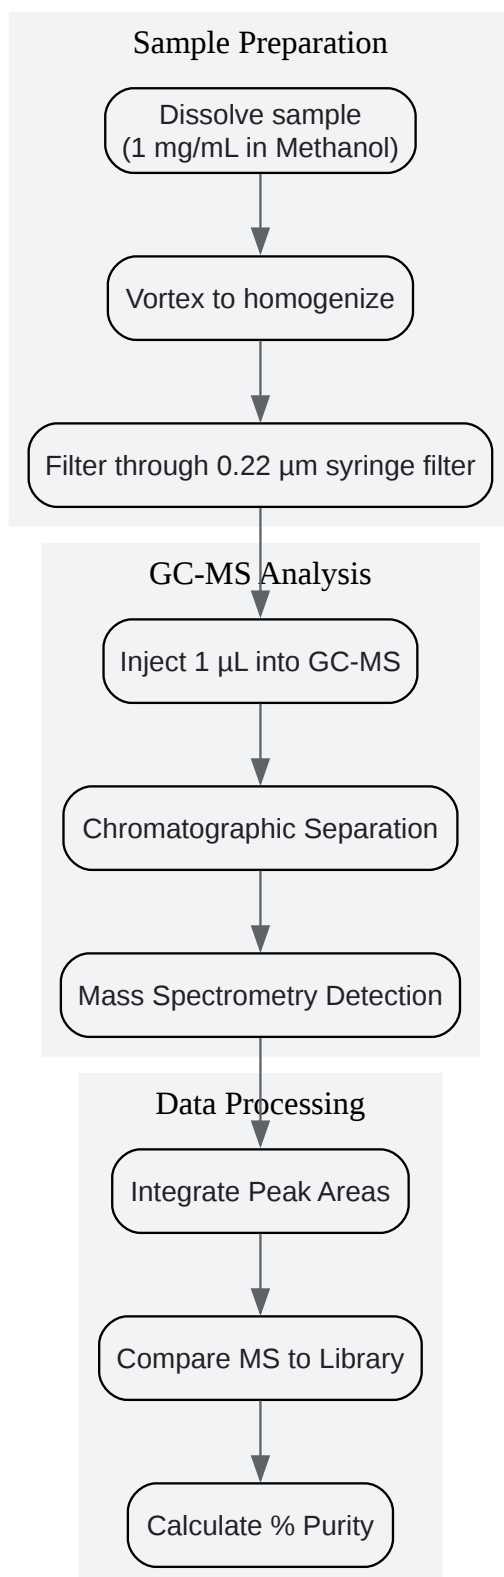 Sample Preparation
Dissolve sample
(1 mg/mL in Methanol)
Vortex to homogenize
Filter through 0.22 µm syringe filter
GC-MS Analysis
Inject 1 µL into GC-MS
Chromatographic Separation
Mass Spectrometry Detection
Data Processing
Integrate Peak Areas
Compare MS to Library
Calculate % Purity